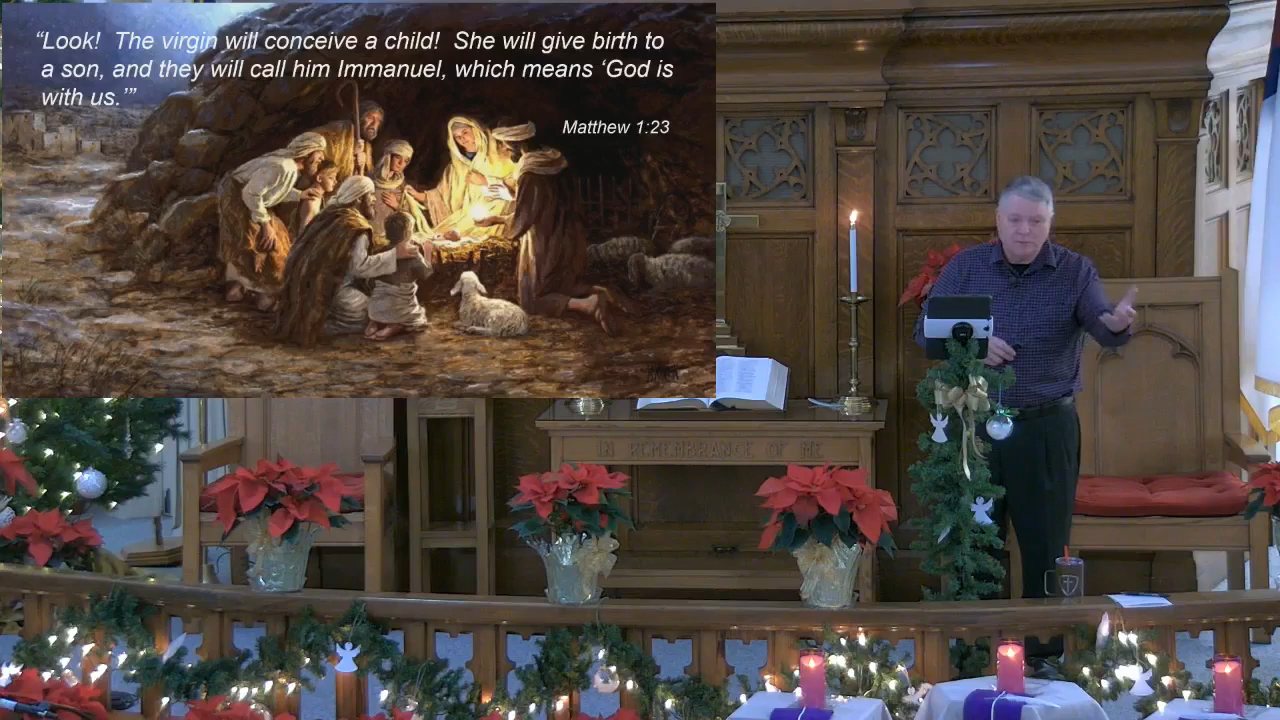 “Look!  The virgin will conceive a child!  She will give birth to
a son, and they will call him Immanuel, which means ‘God is
with us.’”
Matthew 1:23
IN REMEMBRANCE OF ME